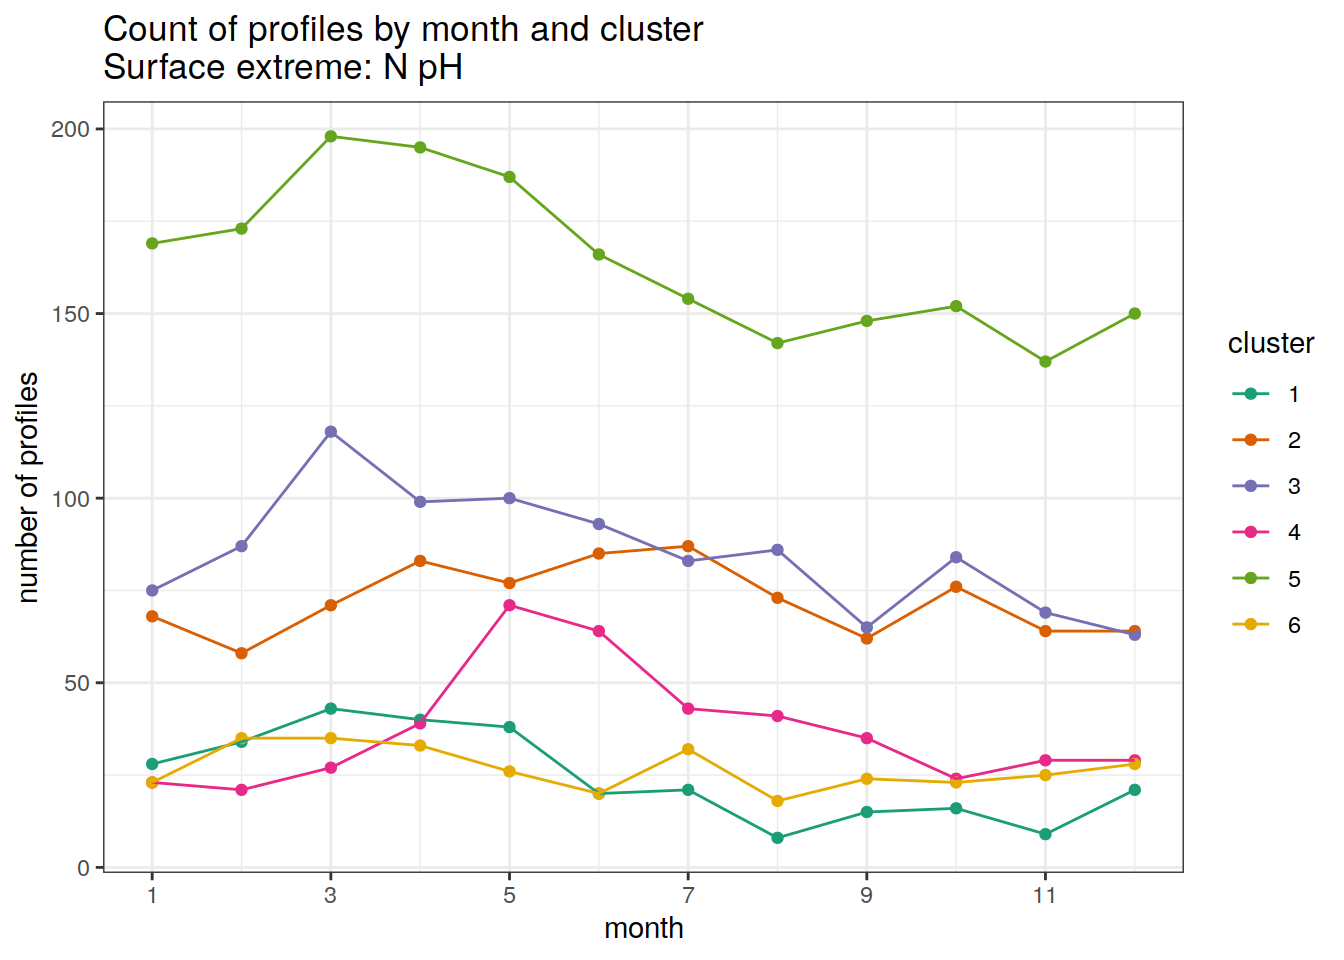 Count of profiles by month and cluster
Surface extreme: N pH
200
150
100
50
0
number of profiles
1 3 5 7 9 11
month
cluster
1
2
3
4
5
6